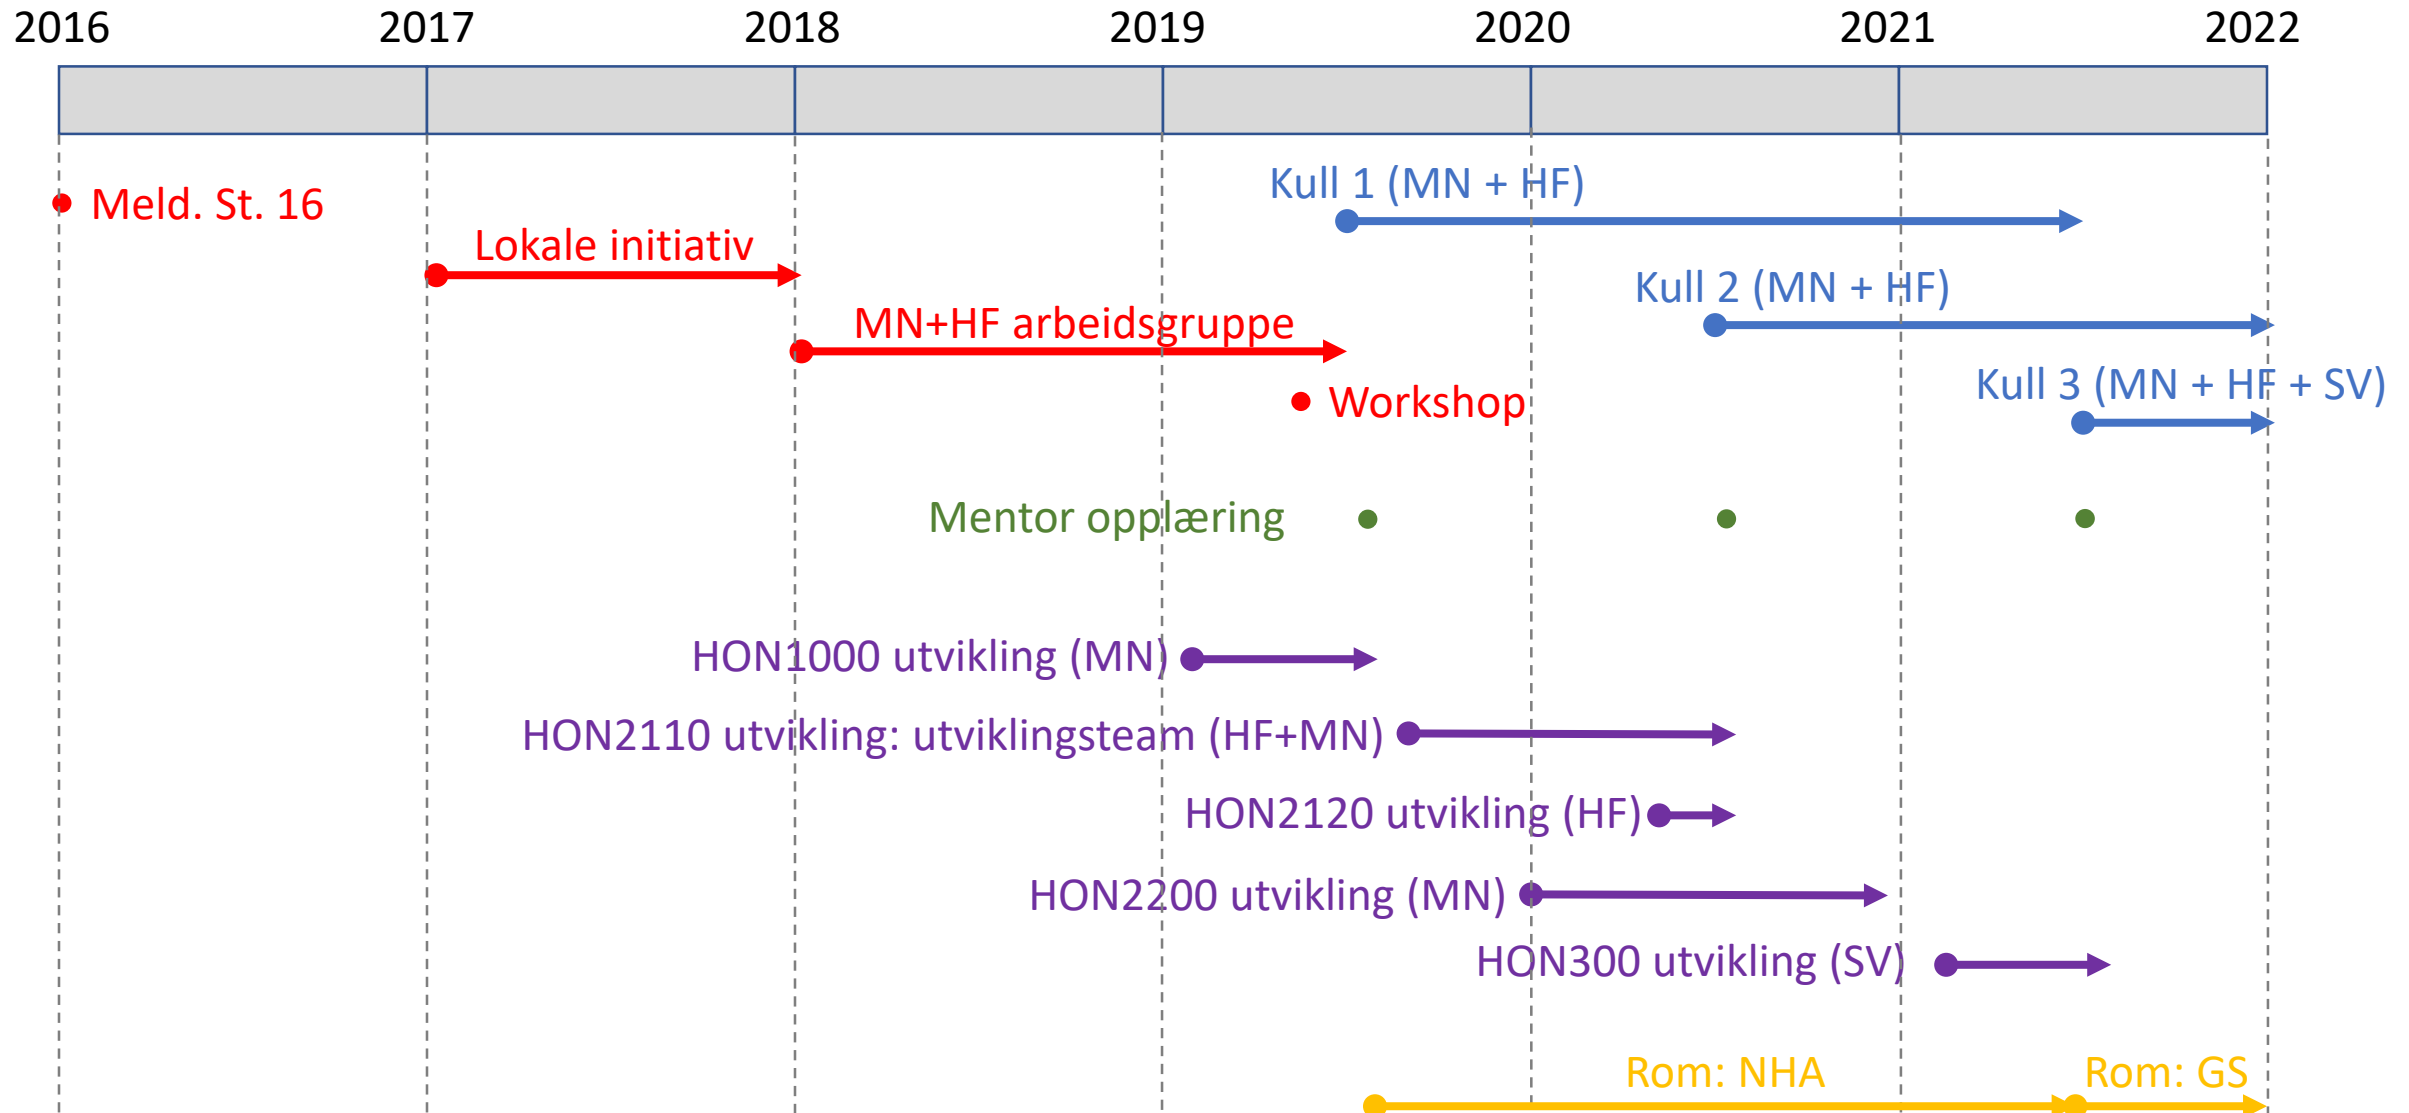 2016 2017 2018 2019 2020 2021 2022
Kull 1 (MN + HF)
Meld. St. 16
Lokale initiativ
Kull 2 (MN + HF)
MN+HF arbeidsgruppe
Kull 3 (MN + HF + SV)
Workshop
Mentor opplæring
HON1000 utvikling (MN)
HON2110 utvikling: utviklingsteam (HF+MN)
HON2120 utvikling (HF)
HON2200 utvikling (MN)
HON300 utvikling (SV)
Rom: NHA Rom: GS